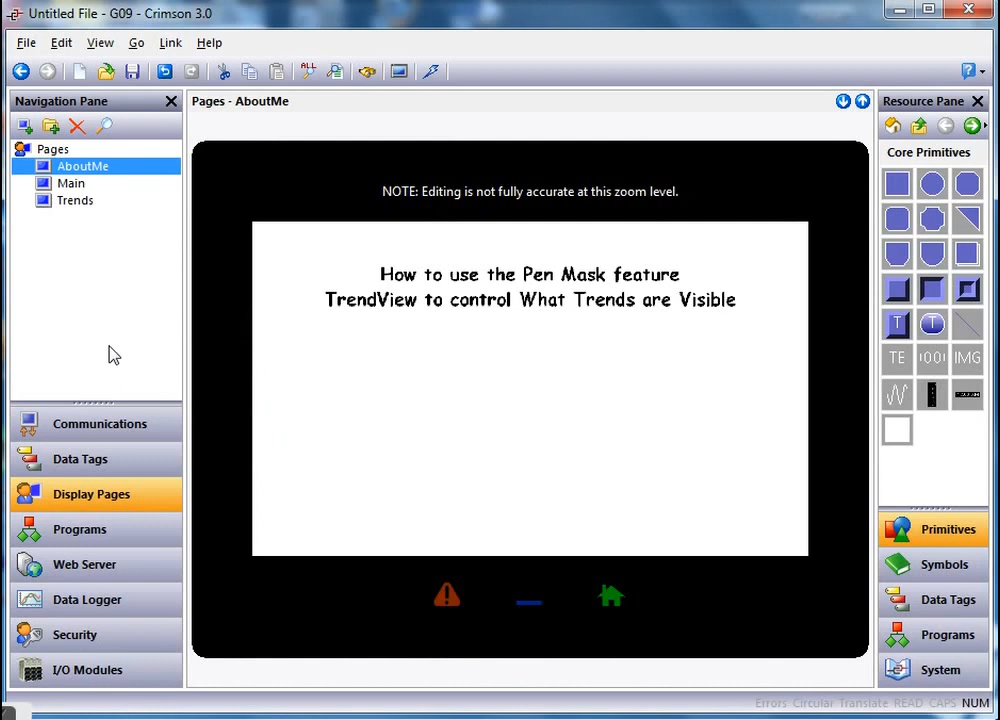 Untitled File - G09 - Crimson 3.0
File Edit View Go Link Help
ALL
Navigation Pane
Pages - AboutMe
Resource Pane
Pages
AboutMe
Main
Trends
Core Primitives
NOTE: Editing is not fully accurate at this zoom level.
How to use the Pen Mask feature
TrendView to control What Trends are Visible
T
T
TE
IMG
Communications
Data Tags
Display Pages
Programs
Web Server
Data Logger
Security
I/O Modules
Primitives
Symbols
Data Tags
Programs
System
Errors Circular Translate READ CAPS NUM